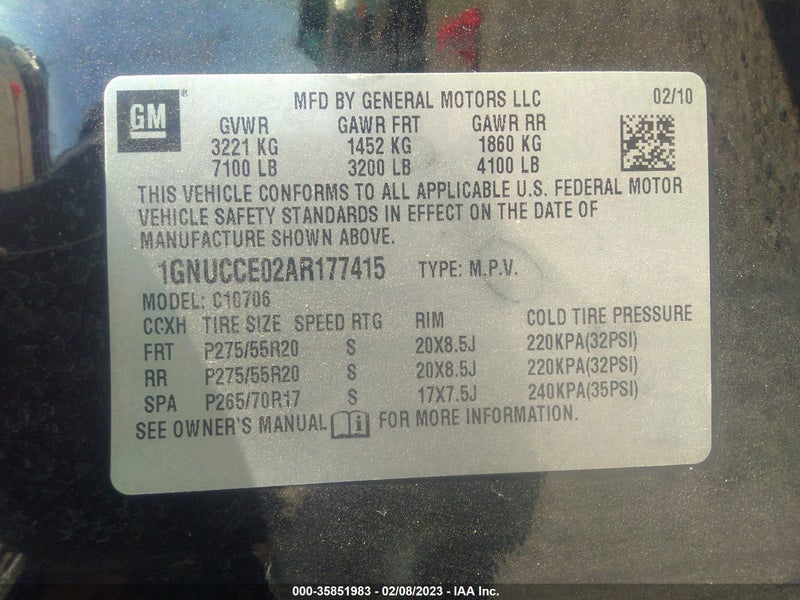 GM ® MFD BY GENERAL MOTORS LLC 02/10
GVWR GAWR FRT GAWR RR
3221 KG 1452 KG 1860 KG
7100 LB 3200 LB 4100 LB
THIS VEHICLE CONFORMS TO ALL APPLICABLE U.S. FEDERAL MOTOR
VEHICLE SAFETY STANDARDS IN EFFECT ON THE DATE OF
MANUFACTURE SHOWN ABOVE.
1GNUCCE02AR177415 TYPE: M.P.V.
MODEL: C10706
CCXH TIRE SIZE SPEED RTG RIM COLD TIRE PRESSURE
FRT P275/55R20 S 20X8.5J 220KPA(32PSI)
RR P275/55R20 S 20X8.5J 220KPA(32PSI)
SPA P265/70R17 S 17X7.5J 240KPA(35PSI)
SEE OWNER'S MANUAL i FOR MORE INFORMATION.
000-35851983 - 02/08/2023 - IAA Inc.